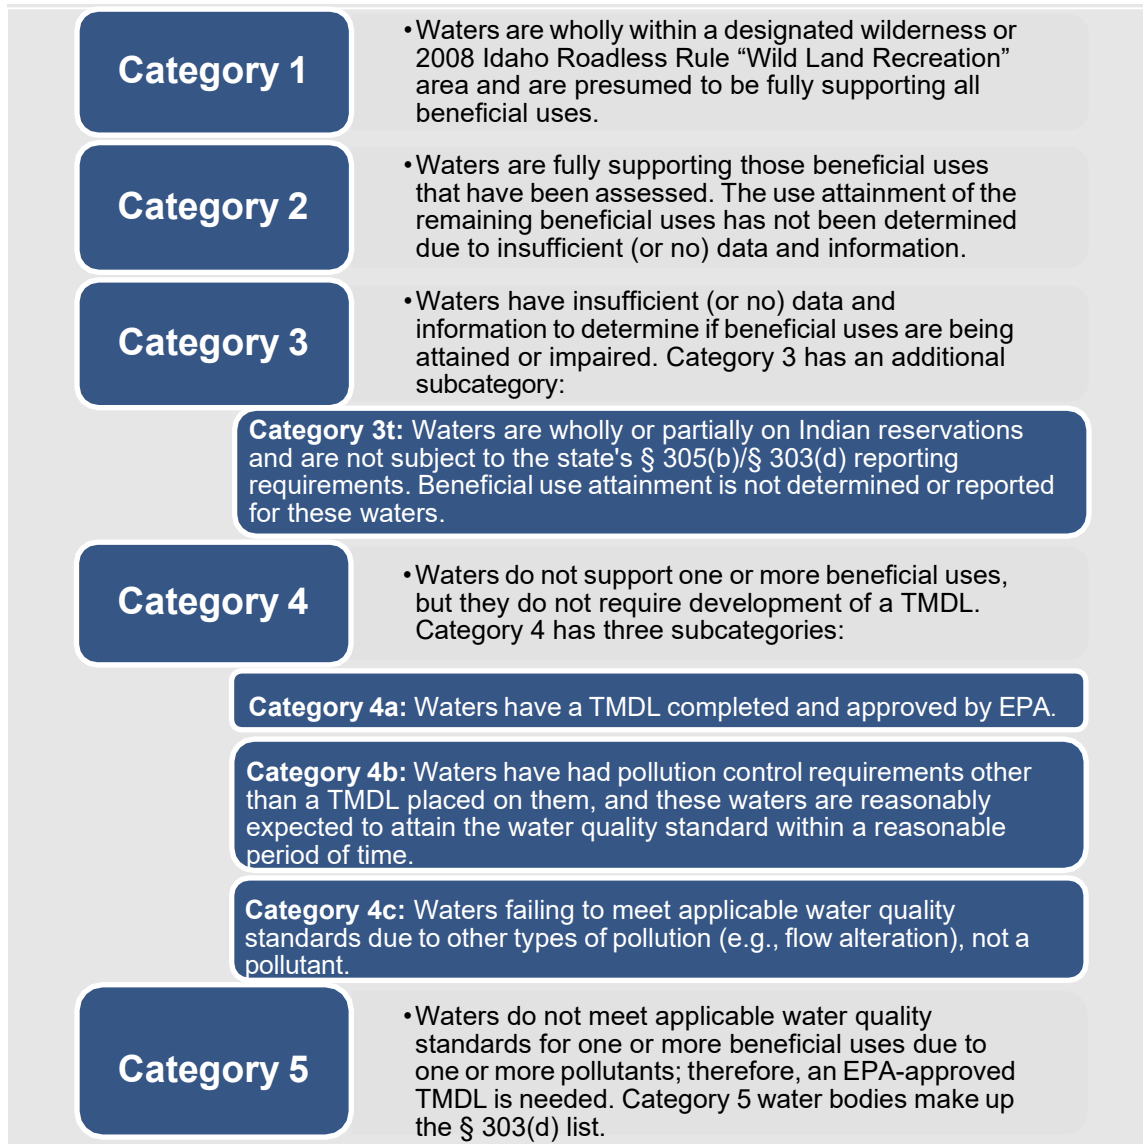 Category 1
•Waters are wholly within a designated wilderness or
2008 Idaho Roadless Rule “Wild Land Recreation”
area and are presumed to be fully supporting all
beneficial uses.
Category 2
•Waters are fully supporting those beneficial uses
that have been assessed. The use attainment of the
remaining beneficial uses has not been determined
due to insufficient (or no) data and information.
Category 3
•Waters have insufficient (or no) data and
information to determine if beneficial uses are being
attained or impaired. Category 3 has an additional
subcategory:
Category 3t: Waters are wholly or partially on Indian reservations
and are not subject to the state's § 305(b)/§ 303(d) reporting
requirements. Beneficial use attainment is not determined or reported
for these waters.
Category 4
•Waters do not support one or more beneficial uses,
but they do not require development of a TMDL.
Category 4 has three subcategories:
Category 4a: Waters have a TMDL completed and approved by EPA.
Category 4b: Waters have had pollution control requirements other
than a TMDL placed on them, and these waters are reasonably
expected to attain the water quality standard within a reasonable
period of time.
Category 4c: Waters failing to meet applicable water quality
standards due to other types of pollution (e.g., flow alteration), not a
pollutant.
Category 5
•Waters do not meet applicable water quality
standards for one or more beneficial uses due to
one or more pollutants; therefore, an EPA-approved
TMDL is needed. Category 5 water bodies make up
the § 303(d) list.